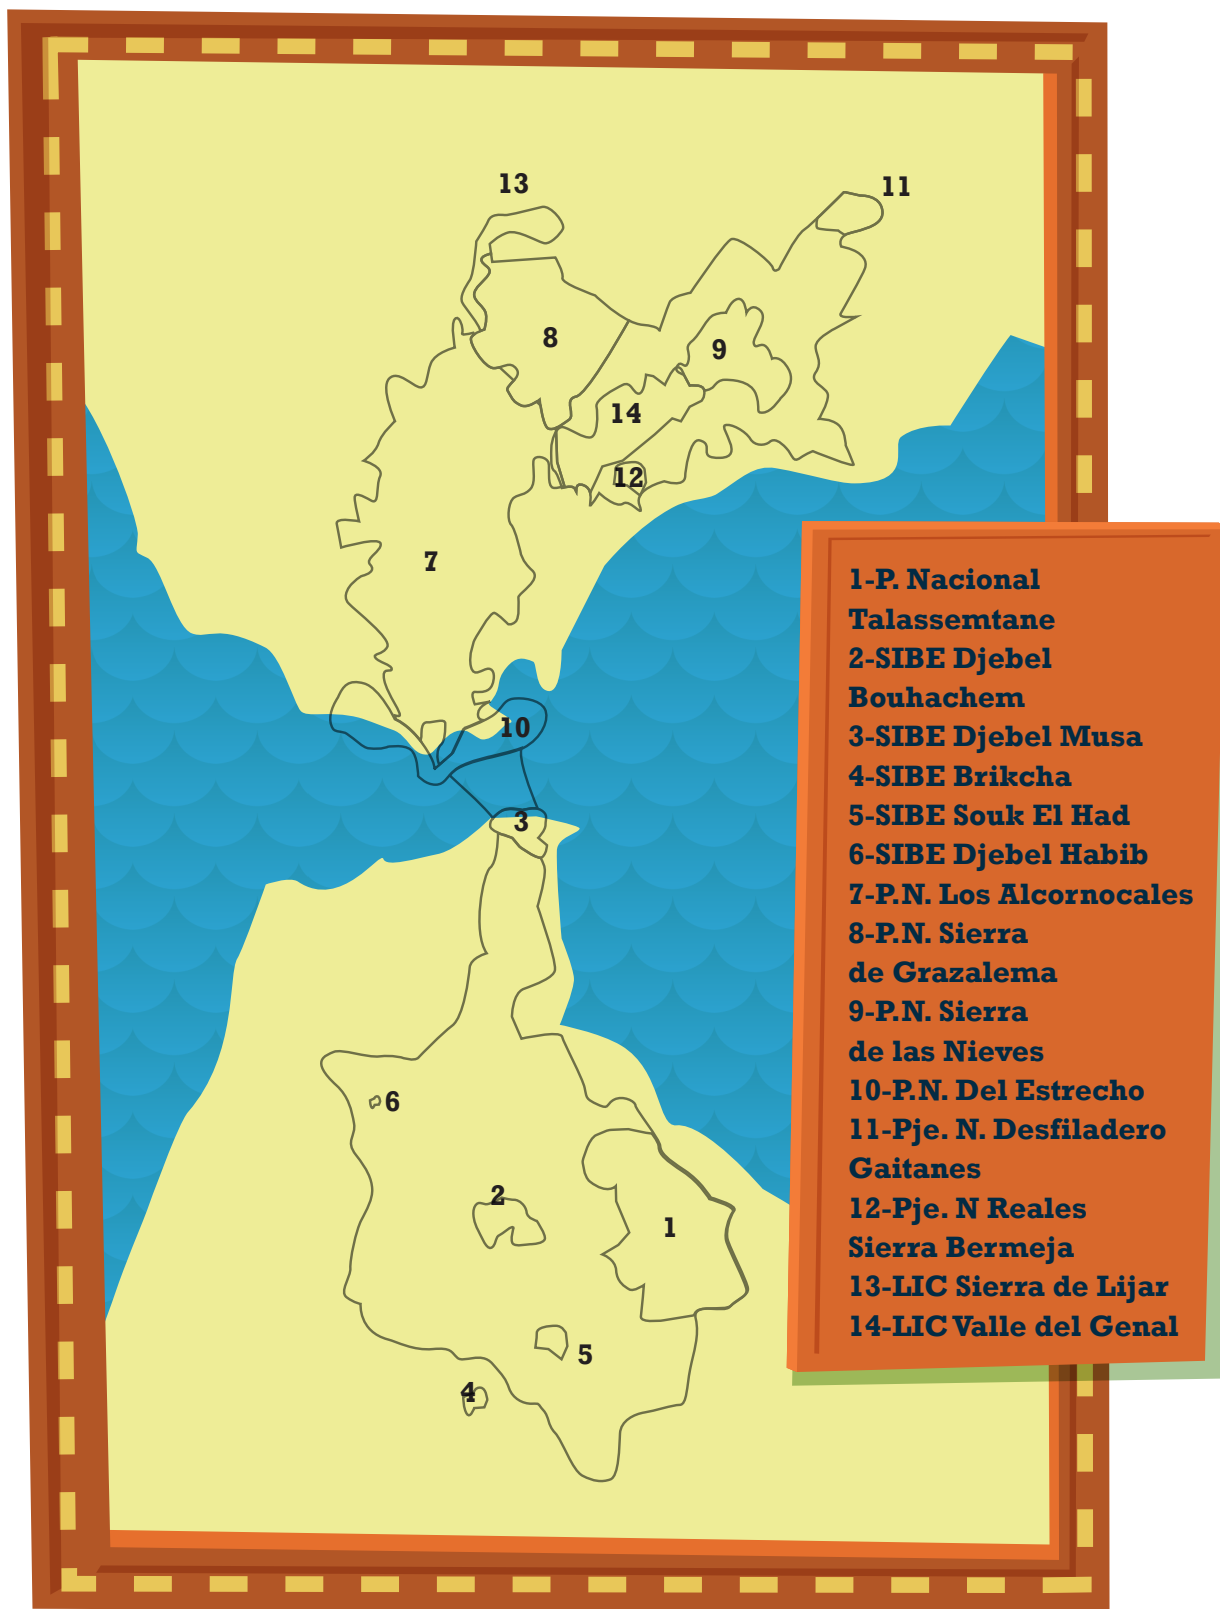 13
11
8
9
14
12
7
10
3
6
2
1
5
4
1-P. Nacional
Talassemtane
2-SIBE Djebel
Bouhachem
3-SIBE Djebel Musa
4-SIBE Brikcha
5-SIBE Souk El Had
6-SIBE Djebel Habib
7-P.N. Los Alcornocales
8-P.N. Sierra
de Grazalema
9-P.N. Sierra
de las Nieves
10-P.N. Del Estrecho
11-Pje. N. Desfiladero
Gaitanes
12-Pje. N Reales
Sierra Bermeja
13-LIC Sierra de Lijar
14-LIC Valle del Genal